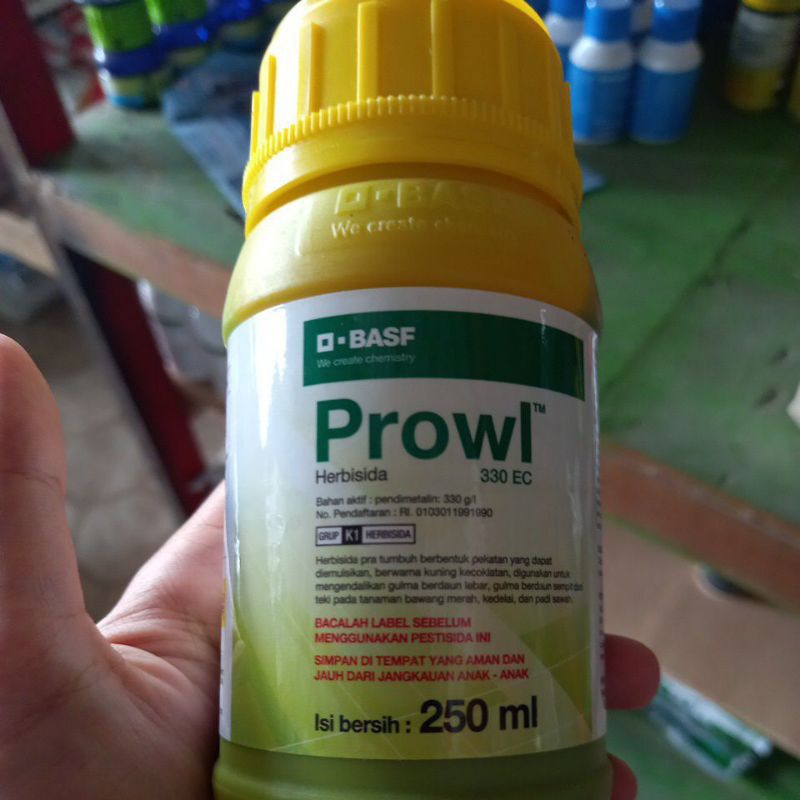 BASF
We create
BASF
We create chemistry
Prowl™
Herbisida 330 EC
Bahan aktif : pendimetalin: 330 g/l
No. Pendaftaran : RI. 0103011991990
GRUP K1 HERBISIDA
Herbisida pra tumbuh berbentuk pekatan yang dapat
diemulsikan, berwarna kuning kecoklatan, digunakan untuk
mengendalikan gulma berdaun lebar, gulma berdaun sempit dan
teki pada tanaman bawang merah, kedelai, dan padi sawah.
BACALAH LABEL SEBELUM
MENGGUNAKAN PESTISIDA INI
SIMPAN DI TEMPAT YANG AMAN DAN
JAUH DARI JANGKAUAN ANAK - ANAK
Isi bersih : 250 ml